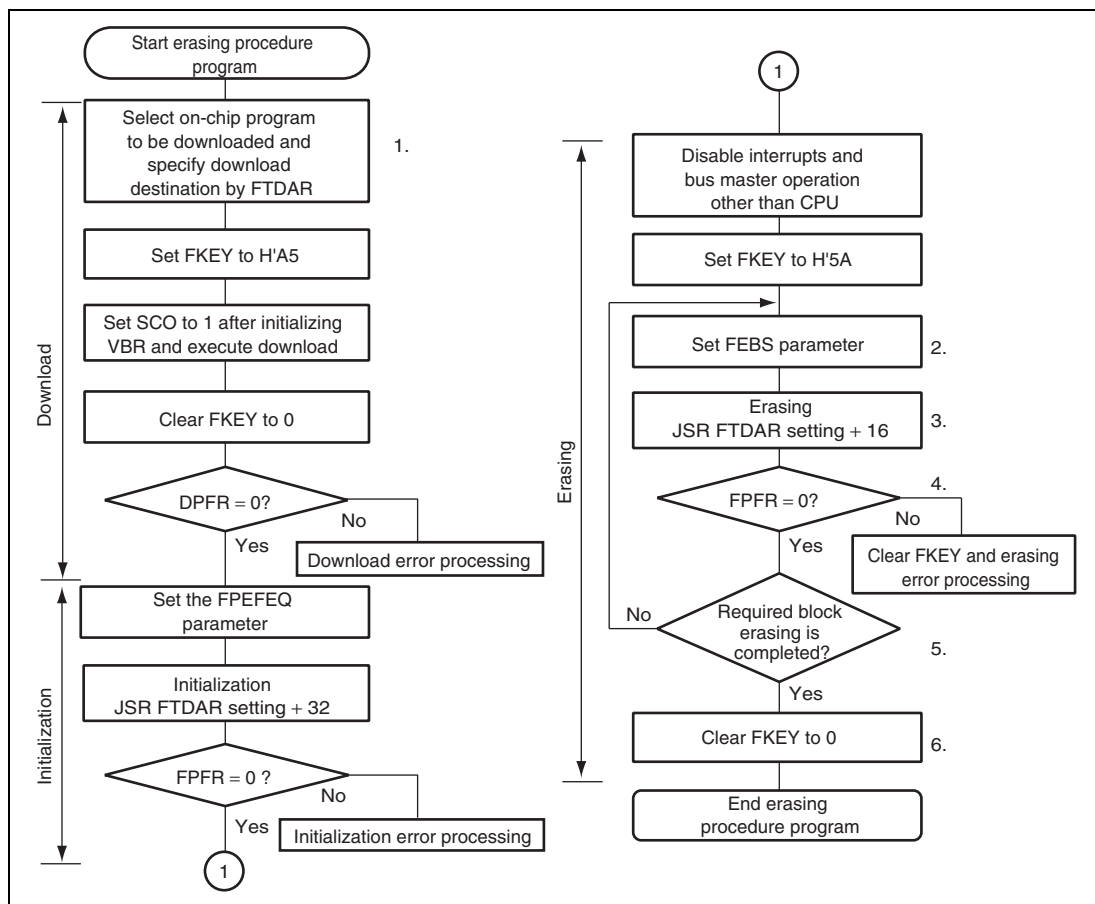 Start erasing procedure
program
Download
Select on-chip program
to be downloaded and
specify download
destination by FTDAR
1.
Set FKEY to H'A5
Set SCO to 1 after initializing
VBR and execute download
Clear FKEY to 0
DPFR = 0?
No
Yes
Download error processing
Initialization
Set the FPEFEQ
parameter
Initialization
JSR FTDAR setting + 32
FPFR = 0 ?
No
Yes
Initialization error processing
1
1
Erasing
Disable interrupts and
bus master operation
other than CPU
Set FKEY to H'5A
Set FEBS parameter
2.
Erasing
JSR FTDAR setting + 16
3.
4.
FPFR = 0?
No
Yes
Clear FKEY and erasing
error processing
No
Required block
erasing is
completed?
5.
Yes
Clear FKEY to 0
6.
End erasing
procedure program